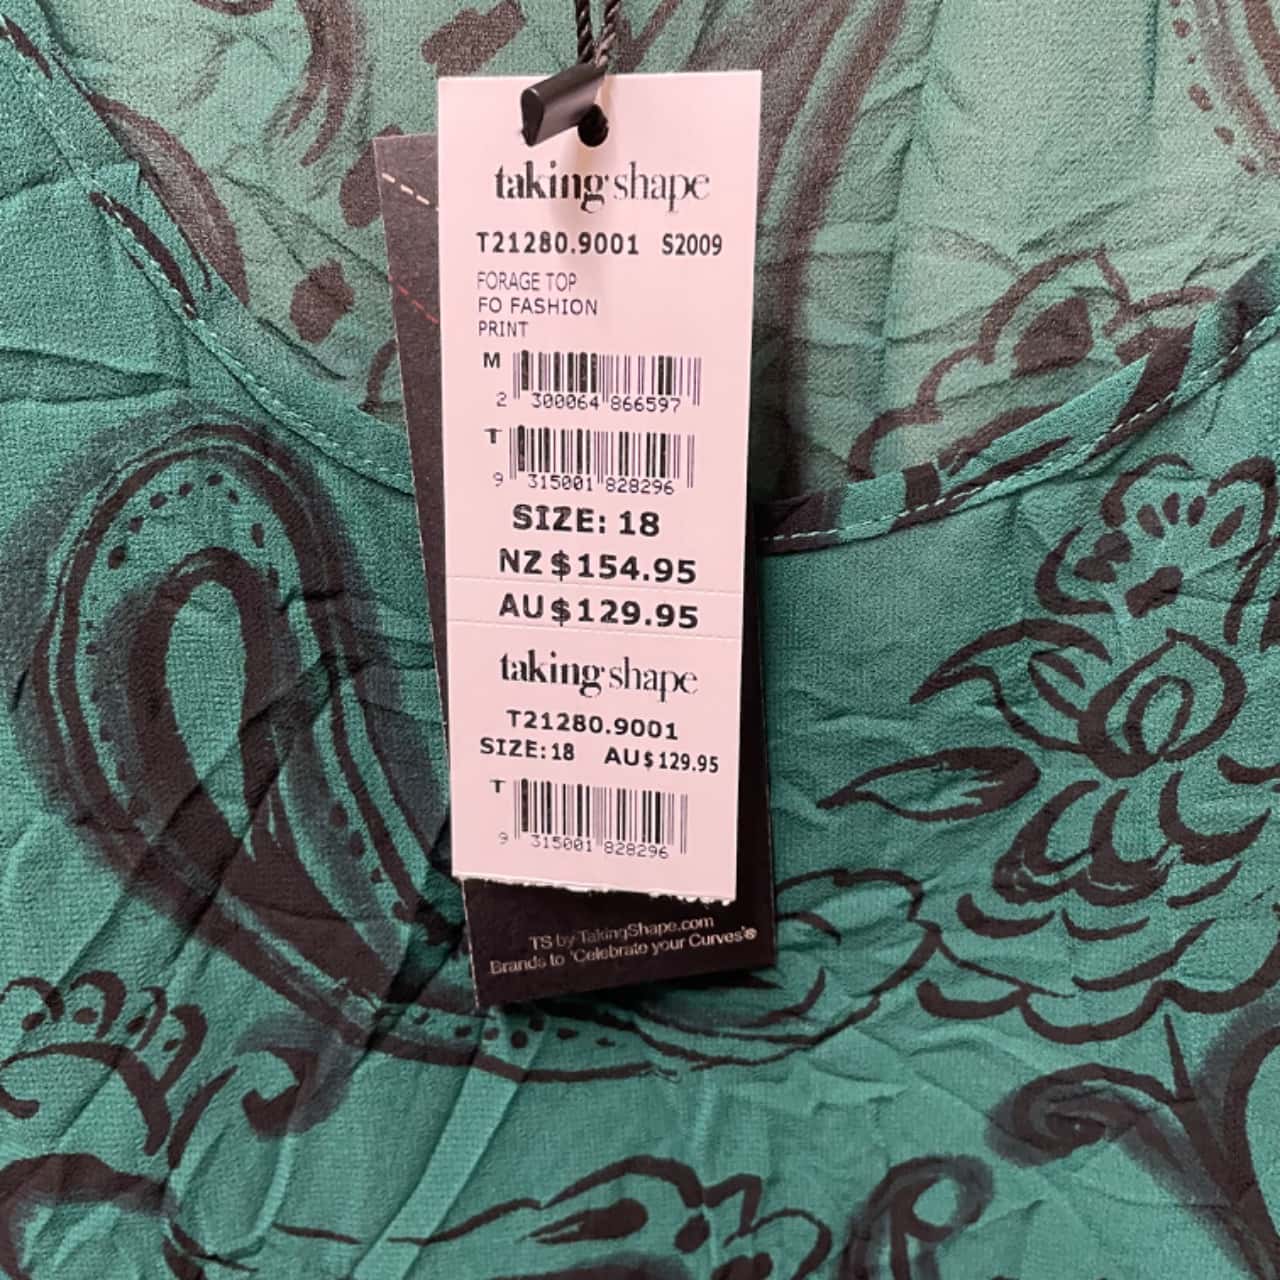 taking shape
T21280.9001 S2009
FORAGE TOP
FO FASHION
PRINT
M
2 300064 866597
T
9 315001 828296
SIZE: 18
NZ $154.95
AU $129.95
taking shape
T21280.9001
SIZE: 18 AU$129.95
T
9 315001 828296
TS by TakingShape.com
Brands to 'Celebrate your Curves'®